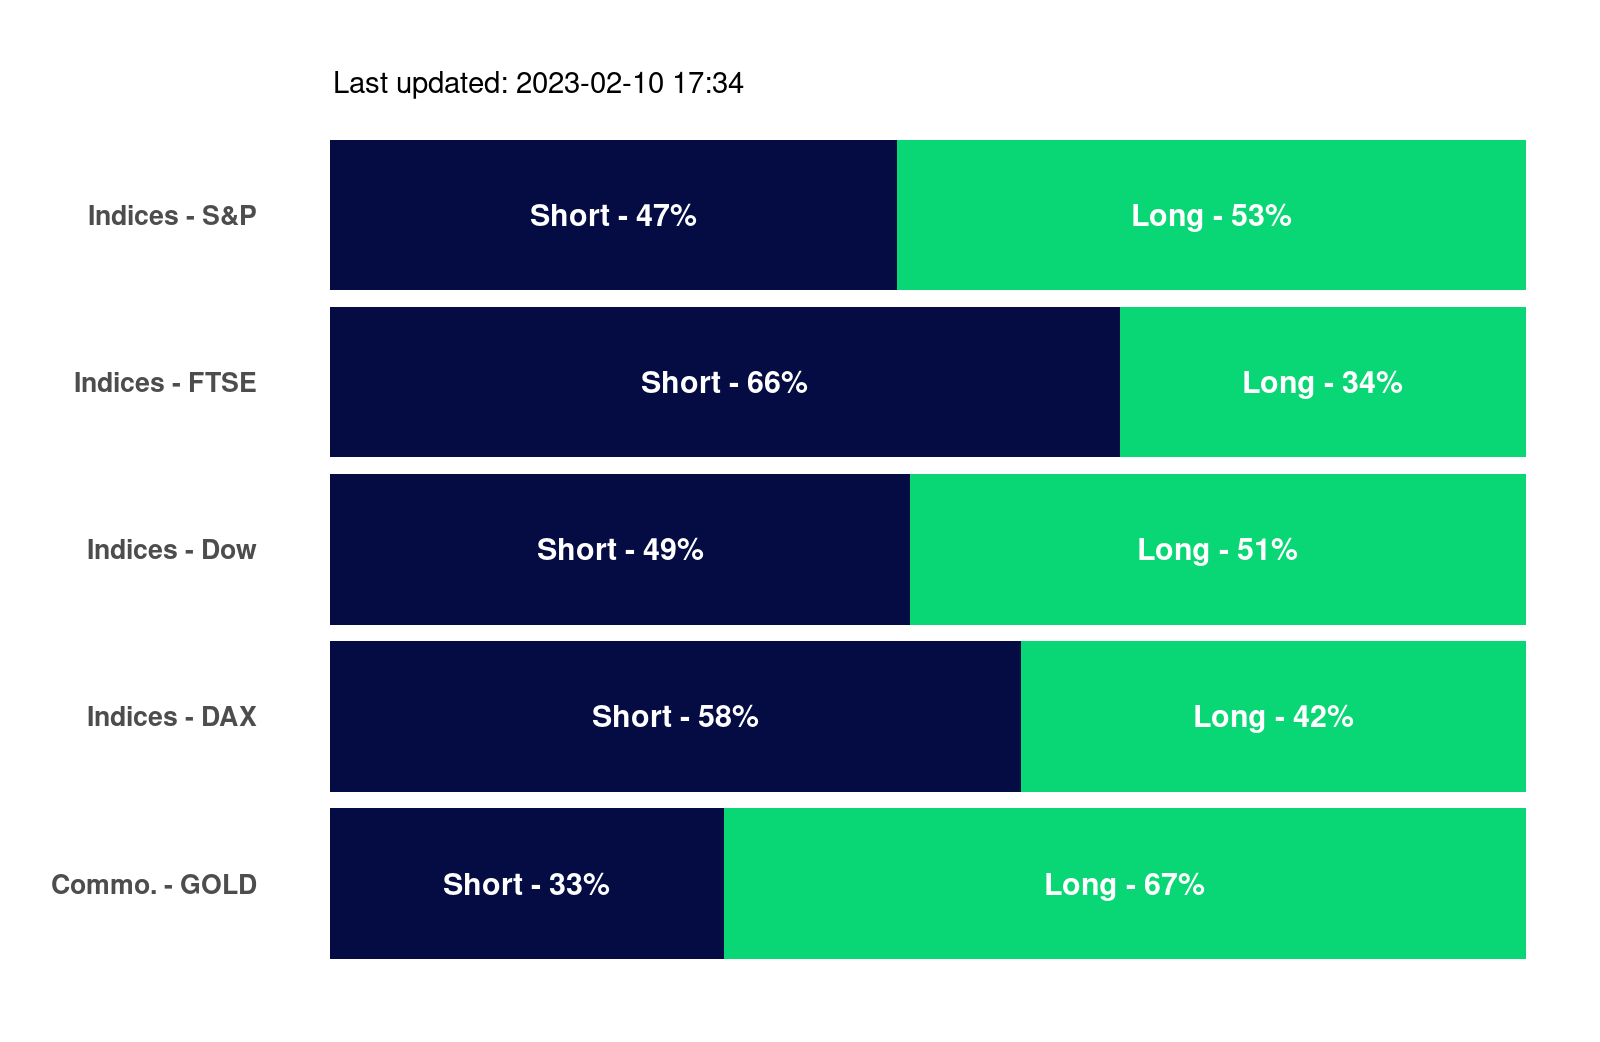 Last updated: 2023-02-10 17:34
Indices - S&P Short - 47% Long - 53%
Indices - FTSE Short - 66% Long - 34%
Indices - Dow Short - 49% Long - 51%
Indices - DAX Short - 58% Long - 42%
Commo. - GOLD Short - 33% Long - 67%